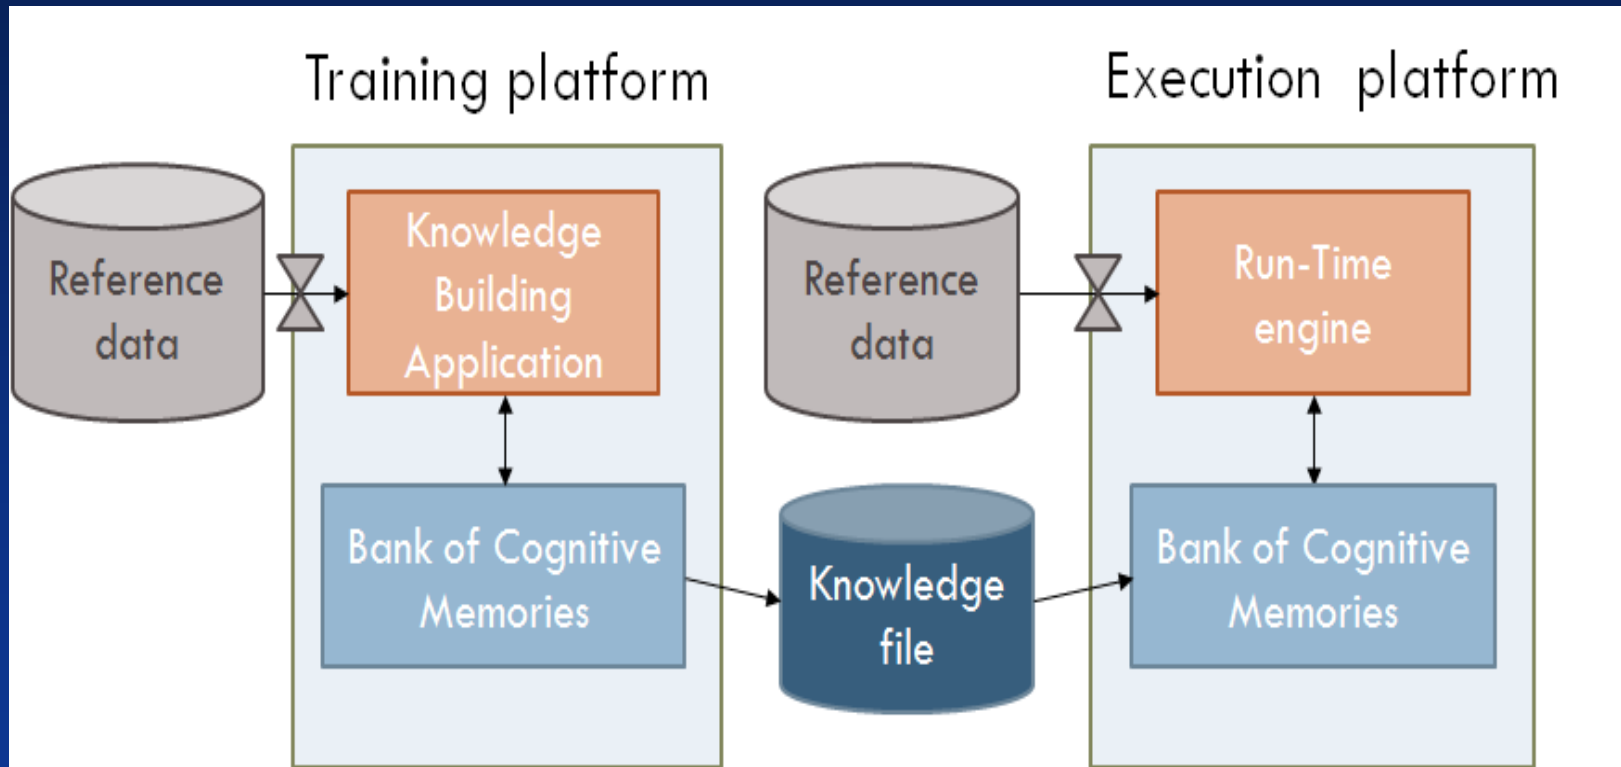 Training platform
Execution platform
Reference
data
Knowledge
Building
Application
Reference
data
Run-Time
engine
Bank of Cognitive
Memories
Knowledge
file
Bank of Cognitive
Memories